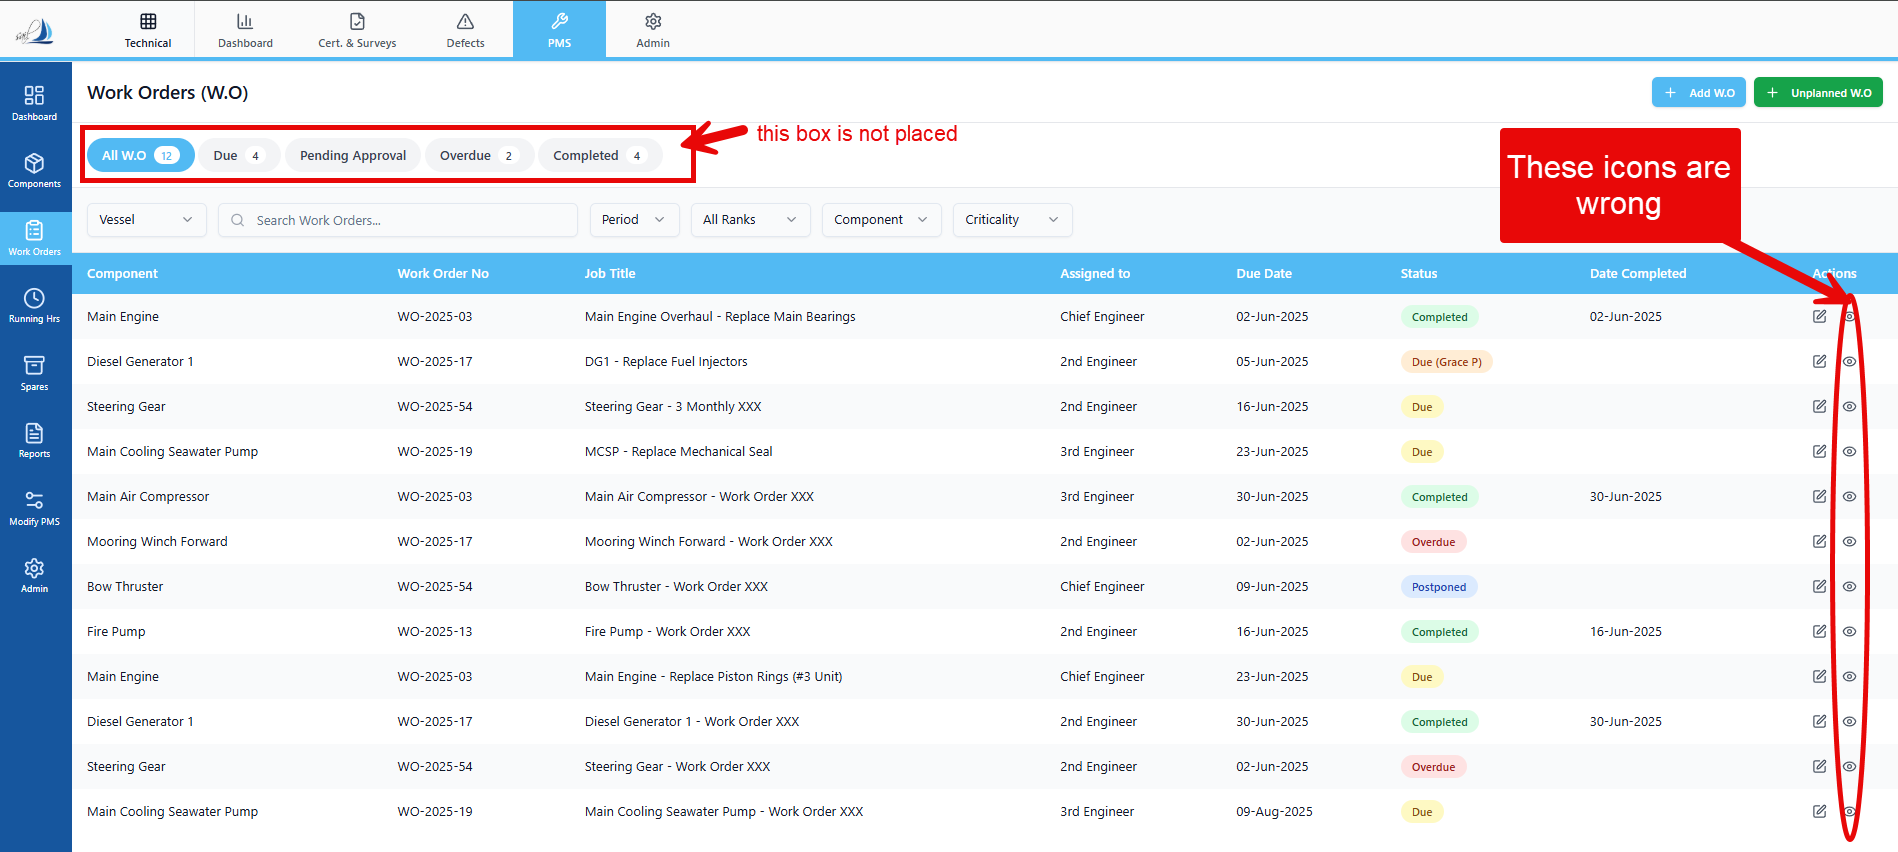 Technical
Dashboard
Cert. & Surveys
Defects
PMS
Admin
Dashboard
Components
Work Orders
Running Hrs
Spares
Reports
Modify PMS
Admin
Work Orders (W.O)
+ Add W.O
+ Unplanned W.O
All W.O 12
Due 4
Pending Approval
Overdue 2
Completed 4
this box is not placed
These icons are
wrong
Vessel
Search Work Orders...
Period
All Ranks
Component
Criticality
Component Work Order No Job Title Assigned to Due Date Status Date Completed Actions
Main Engine WO-2025-03 Main Engine Overhaul - Replace Main Bearings Chief Engineer 02-Jun-2025 Completed 02-Jun-2025
Diesel Generator 1 WO-2025-17 DG1 - Replace Fuel Injectors 2nd Engineer 05-Jun-2025 Due (Grace P)
Steering Gear WO-2025-54 Steering Gear - 3 Monthly XXX 2nd Engineer 16-Jun-2025 Due
Main Cooling Seawater Pump WO-2025-19 MCSP - Replace Mechanical Seal 3rd Engineer 23-Jun-2025 Due
Main Air Compressor WO-2025-03 Main Air Compressor - Work Order XXX 3rd Engineer 30-Jun-2025 Completed 30-Jun-2025
Mooring Winch Forward WO-2025-17 Mooring Winch Forward - Work Order XXX 2nd Engineer 02-Jun-2025 Overdue
Bow Thruster WO-2025-54 Bow Thruster - Work Order XXX Chief Engineer 09-Jun-2025 Postponed
Fire Pump WO-2025-13 Fire Pump - Work Order XXX 2nd Engineer 16-Jun-2025 Completed 16-Jun-2025
Main Engine WO-2025-03 Main Engine - Replace Piston Rings (#3 Unit) Chief Engineer 23-Jun-2025 Due
Diesel Generator 1 WO-2025-17 Diesel Generator 1 - Work Order XXX 2nd Engineer 30-Jun-2025 Completed 30-Jun-2025
Steering Gear WO-2025-54 Steering Gear - Work Order XXX 2nd Engineer 02-Jun-2025 Overdue
Main Cooling Seawater Pump WO-2025-19 Main Cooling Seawater Pump - Work Order XXX 3rd Engineer 09-Aug-2025 Due